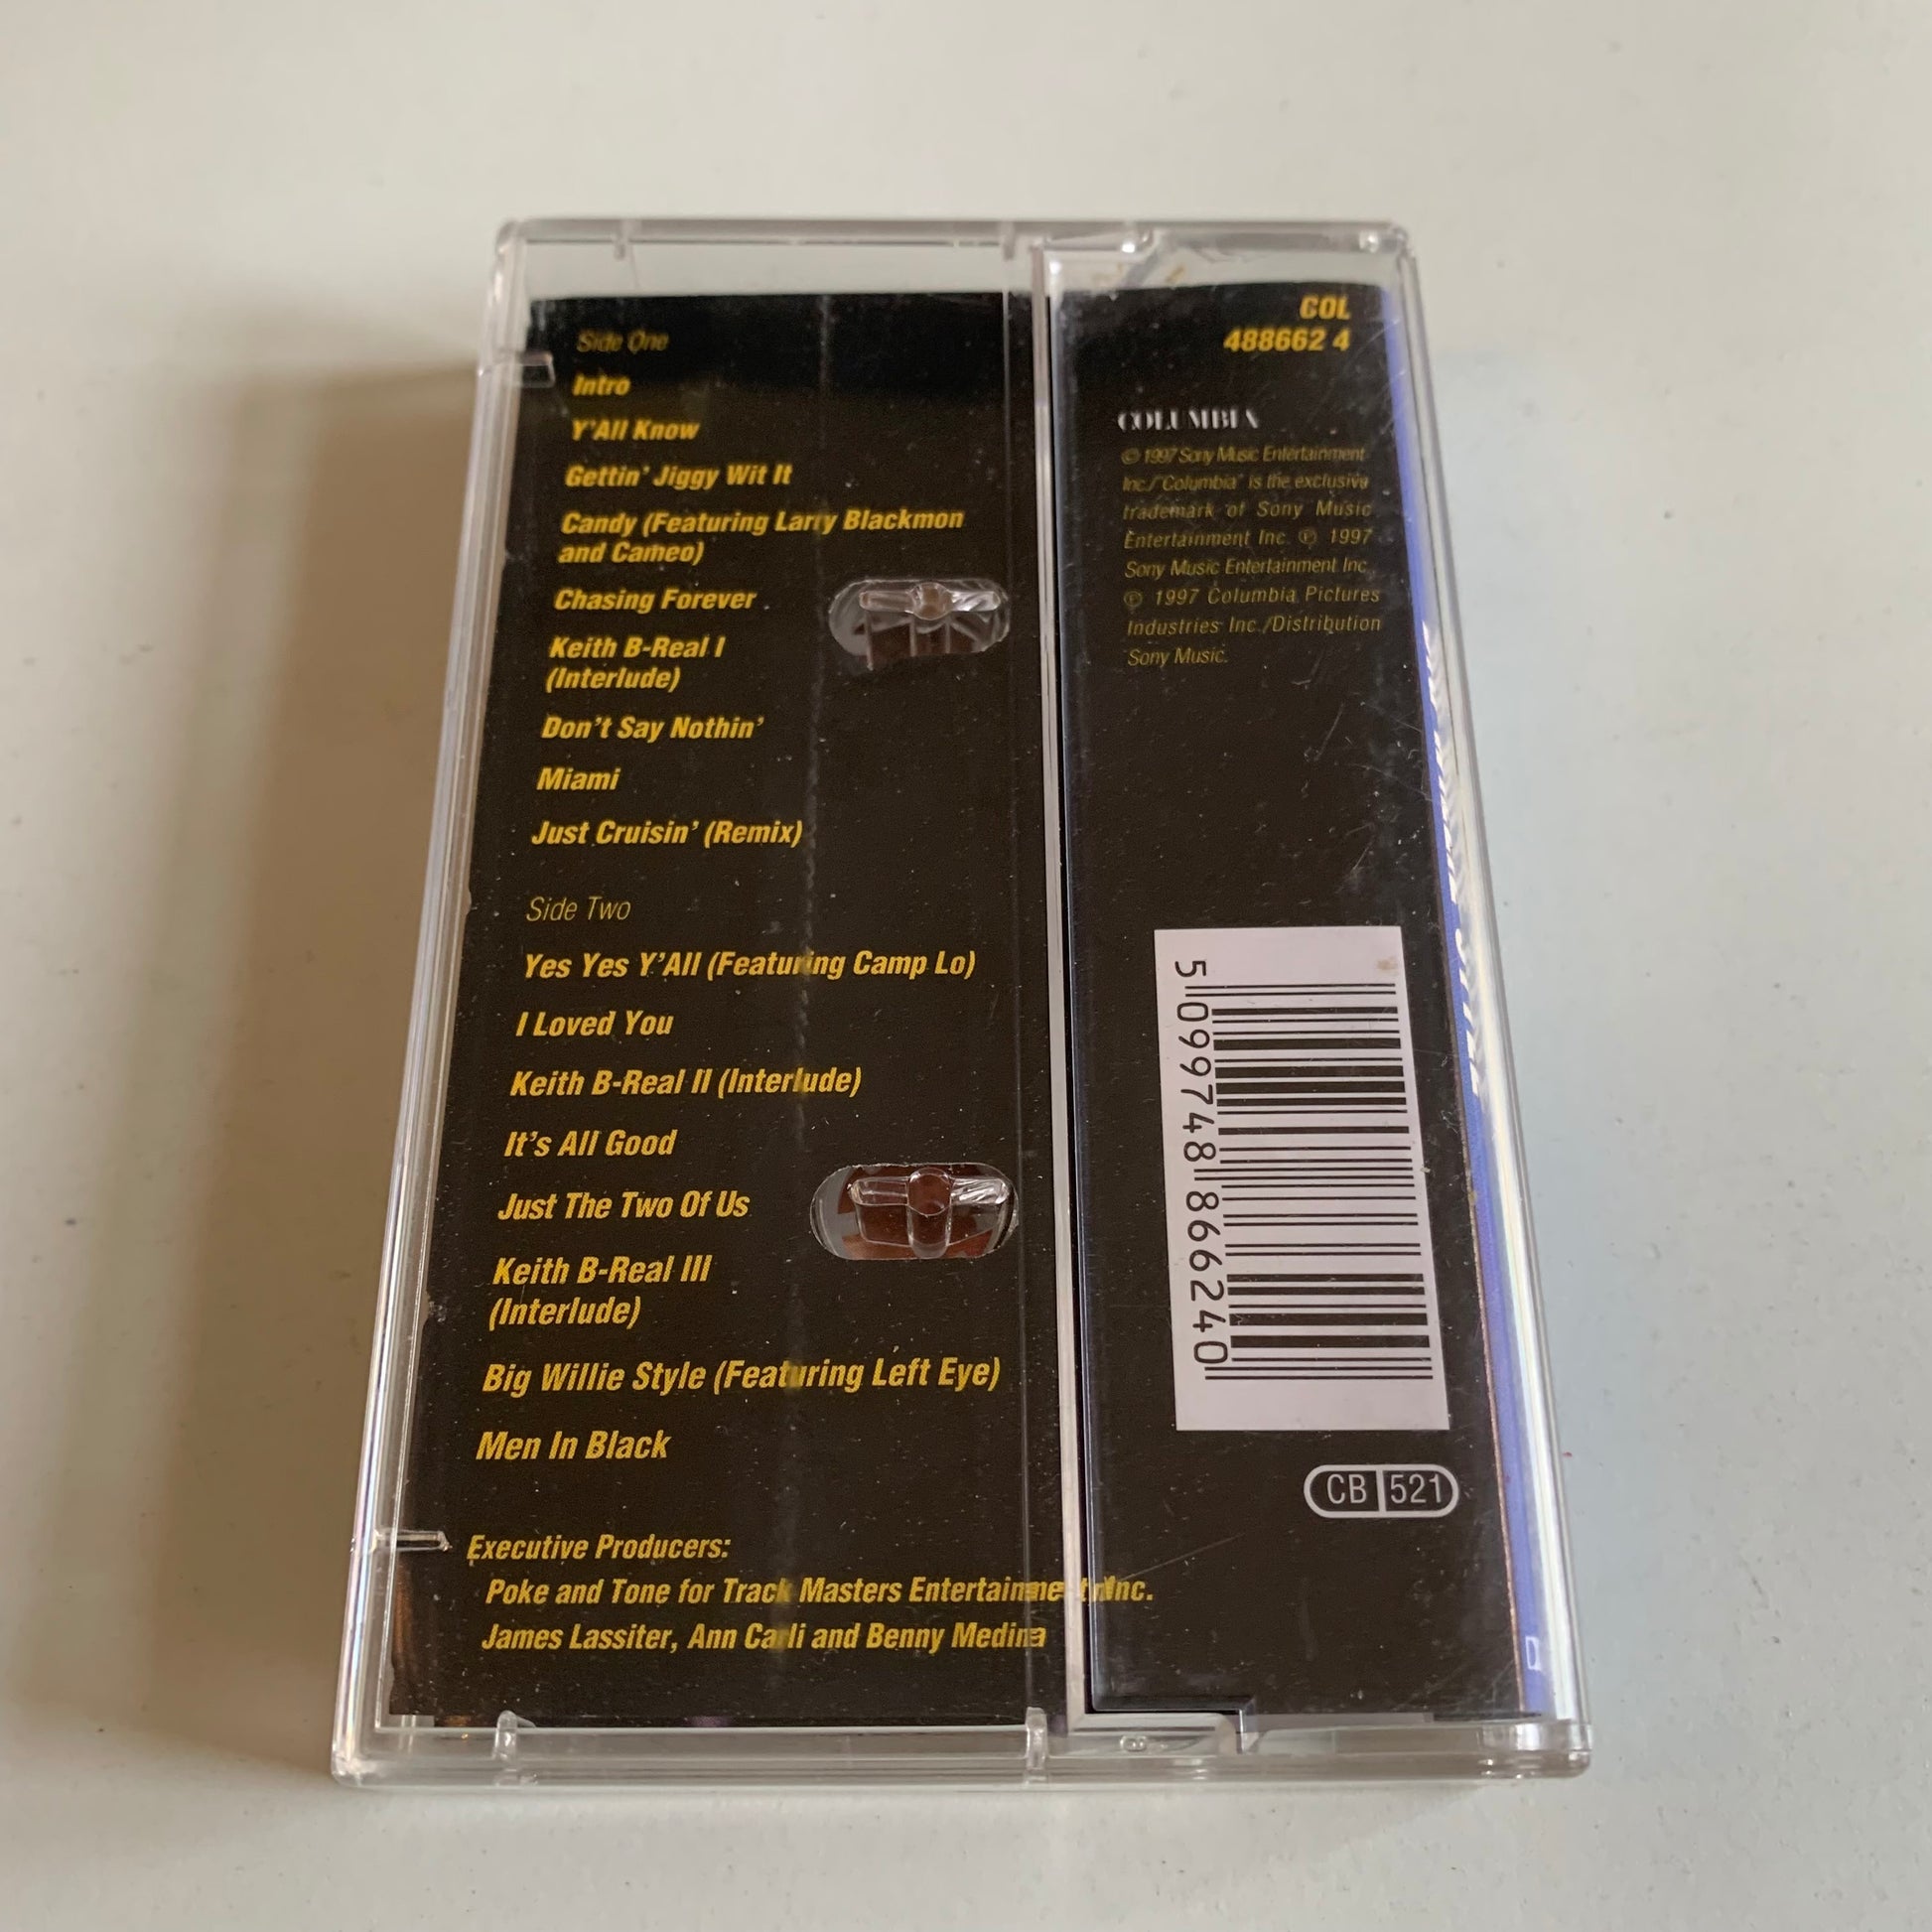 Side One
Intro
Y'All Know
Gettin' Jiggy Wit It
Candy (Featuring Larry Blackmon
and Cameo)
Chasing Forever
Keith B-Real I
(Interlude)
Don't Say Nothin'
Miami
Just Cruisin' (Remix)
Side Two
Yes Yes Y'All (Featuring Camp Lo)
I Loved You
Keith B-Real II (Interlude)
It's All Good
Just The Two Of Us
Keith B-Real III
(Interlude)
Big Willie Style (Featuring Left Eye)
Men In Black
Executive Producers:
Poke and Tone for Track Masters Entertainment, Inc.
James Lassiter, Ann Carli and Benny Medina
COL
488662 4
COLUMBIA
© 1997 Sony Music Entertainment
Inc./"Columbia" is the exclusive
trademark of Sony Music
Entertainment Inc. ℗ 1997
Sony Music Entertainment Inc.,
℗ 1997 Columbia Pictures
Industries Inc./Distribution
Sony Music.
5 099748 866240
CB 521